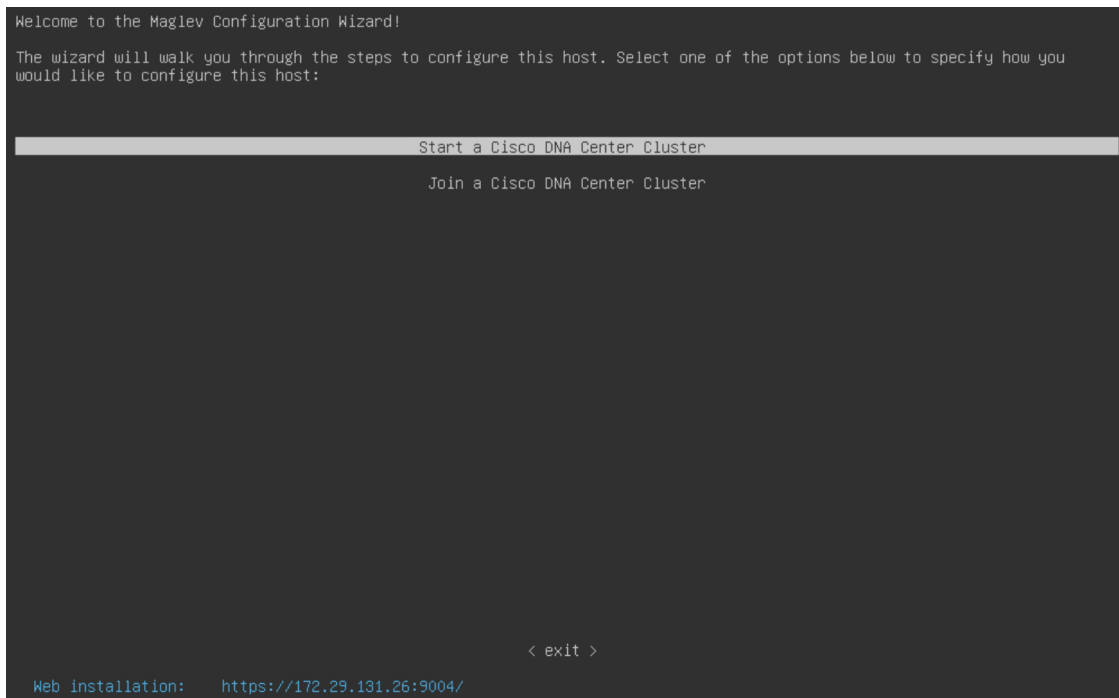 Welcome to the Maglev Configuration Wizard!
The wizard will walk you through the steps to configure this host. Select one of the options below to specify how you
would like to configure this host:
Start a Cisco DNA Center Cluster
Join a Cisco DNA Center Cluster
< exit >
Web installation: https://172.29.131.26:9004/